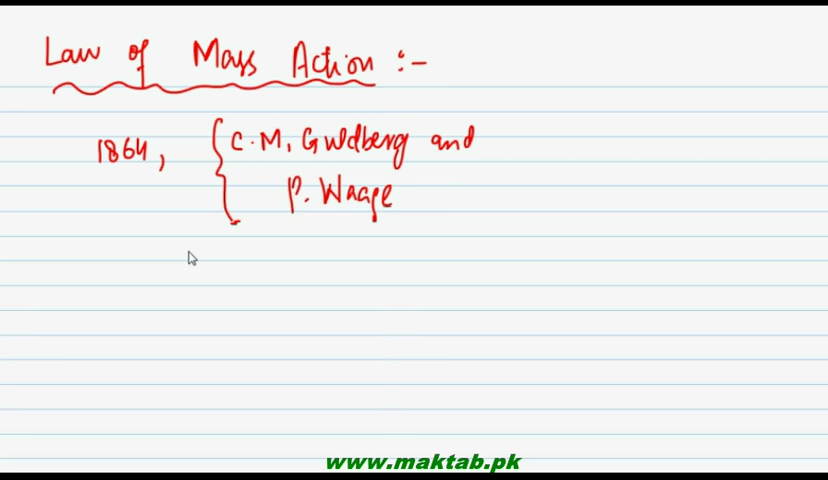 Law of Mass Action :-
1864, { C.M. Guldberg and
P. Waage
www.maktab.pk